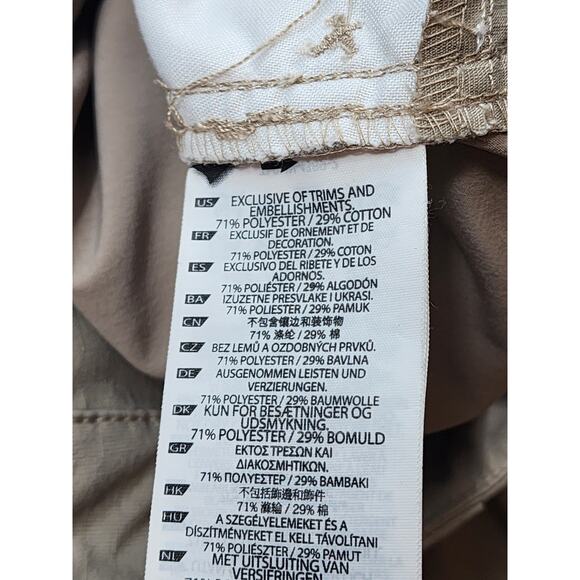 US EXCLUSIVE OF TRIMS AND
EMBELLISHMENTS.
71% POLYESTER / 29% COTTON
FR EXCLUSIF DE ORNEMENT ET DE
DECORATION.
71% POLYESTER / 29% COTON
ES EXCLUSIVO DEL RIBETE Y DE LOS
ADORNOS.
71% POLIÉSTER / 29% ALGODÓN
BA IZUZETNE PRESVLAKE I UKRASI.
71% POLIESTER / 29% PAMUK
CN 不包含镶边和装饰物
71% 涤纶 / 29% 棉
CZ BEZ LEMŮ A OZDOBNÝCH PRVKŮ.
71% POLYESTER / 29% BAVLNA
DE AUSGENOMMEN LEISTEN UND
VERZIERUNGEN.
71% POLYESTER / 29% BAUMWOLLE
DK KUN FOR BESÆTNINGER OG
UDSMYKNING.
71% POLYESTER / 29% BOMULD
GR ΕΚΤΟΣ ΤΡΕΣΩΝ ΚΑΙ
ΔΙΑΚΟΣΜΗΤΙΚΩΝ.
71% ΠΟΛΥΕΣΤΕΡ / 29% ΒΑΜΒΑΚΙ
HK 不包括飾邊和飾件
71% 滌綸 / 29% 棉
HU A SZEGÉLYELEMEKET ÉS A
DÍSZÍTMÉNYEKET EL KELL TÁVOLÍTANI
71% POLIÉSZTER / 29% PAMUT
NL MET UITSLUITING VAN
VERSIERINGEN.